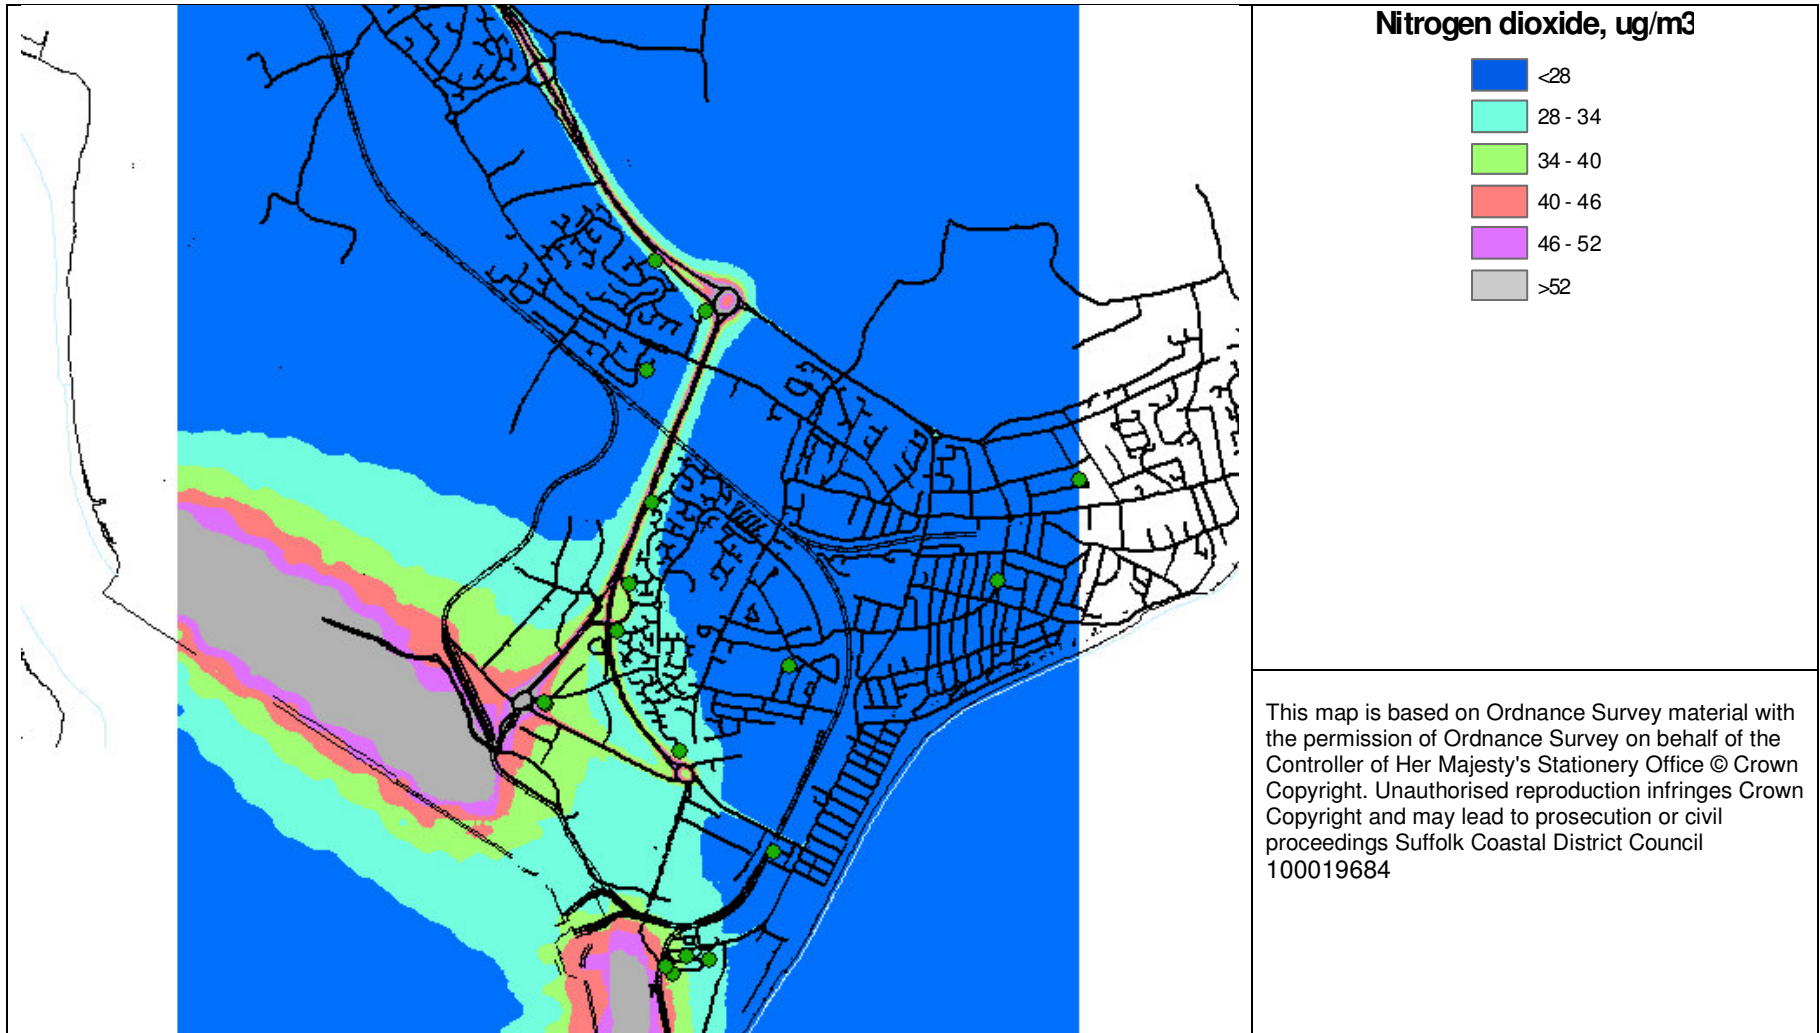 Nitrogen dioxide, ug/m3
<28
28 - 34
34 - 40
40 - 46
46 - 52
>52
This map is based on Ordnance Survey material with
the permission of Ordnance Survey on behalf of the
Controller of Her Majesty's Stationery Office © Crown
Copyright. Unauthorised reproduction infringes Crown
Copyright and may lead to prosecution or civil
proceedings Suffolk Coastal District Council
100019684